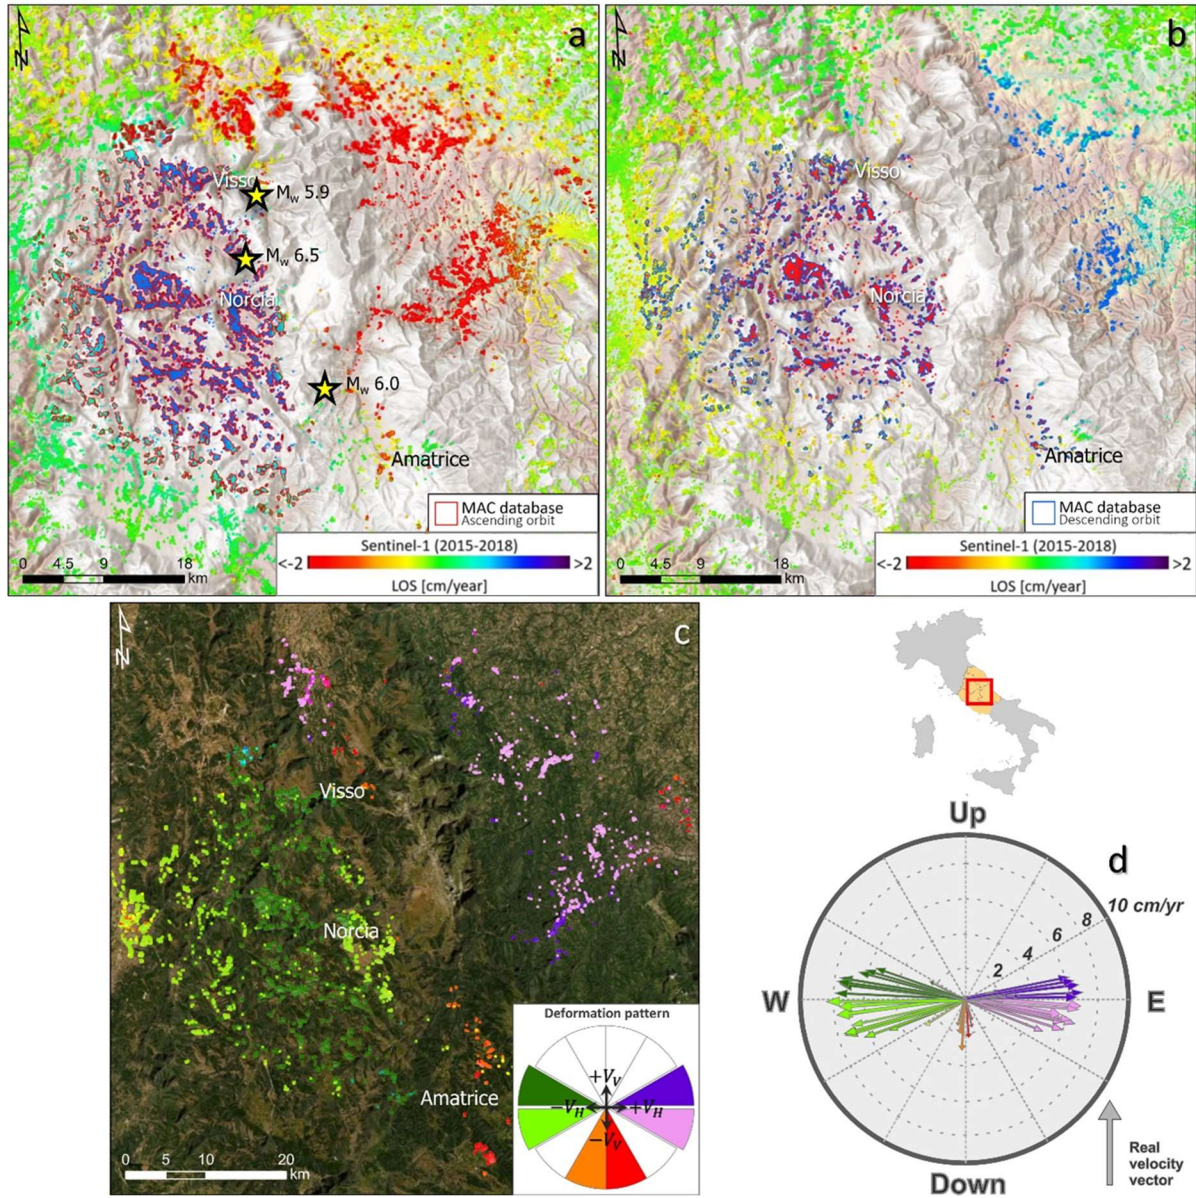 N
a
Visso
Mw 5.9
Mw 6.5
Norcia
Mw 6.0
Amatrice
MAC database
Ascending orbit
Sentinel-1 (2015-2018)
<-2 >2
LOS [cm/year]
0 4.5 9 18
km
N
b
Visso
Norcia
Amatrice
MAC database
Descending orbit
Sentinel-1 (2015-2018)
<-2 >2
LOS [cm/year]
0 4.5 9 18
km
N
c
Visso
Norcia
Amatrice
0 5 10 20
km
Deformation pattern
+VV
−VH +VH
−VV
Up
d
10 cm/yr
8
6
4
2
W E
Down
Real
velocity
vector